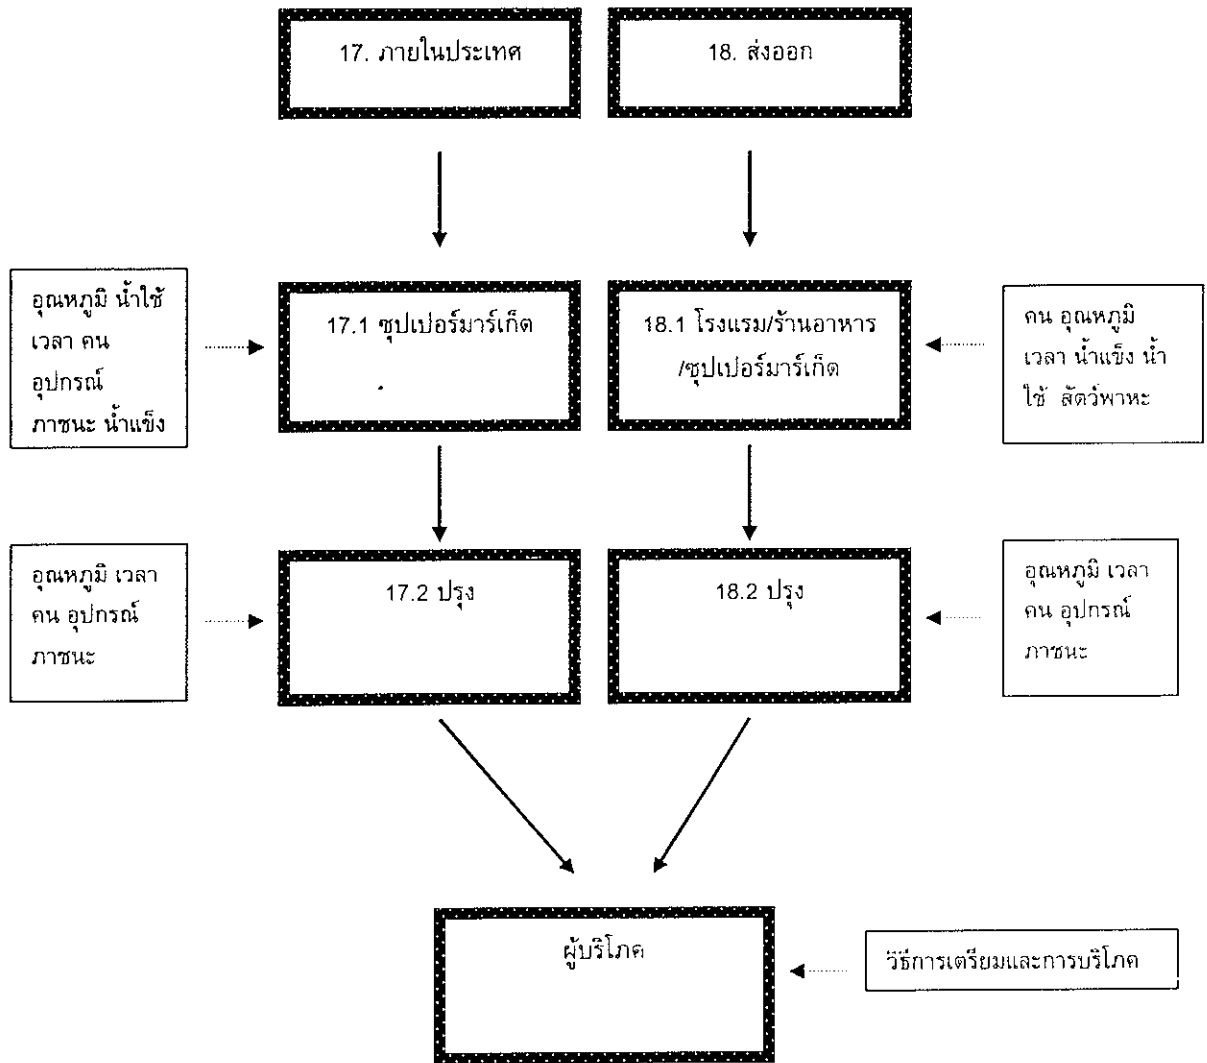 17. ภายในประเทศ
18. ส่งออก
อุณหภูมิ น้ำใช้
เวลา คน
อุปกรณ์
ภาชนะ น้ำแข็ง
17.1 ซุปเปอร์มาร์เก็ต
18.1 โรงแรม/ร้านอาหาร
/ซุปเปอร์มาร์เก็ต
คน อุณหภูมิ
เวลา น้ำแข็ง น้ำ
ใช้ สัตว์พาหะ
อุณหภูมิ เวลา
คน อุปกรณ์
ภาชนะ
17.2 ปรุง
18.2 ปรุง
อุณหภูมิ เวลา
คน อุปกรณ์
ภาชนะ
ผู้บริโภค
วิธีการเตรียมและการบริโภค